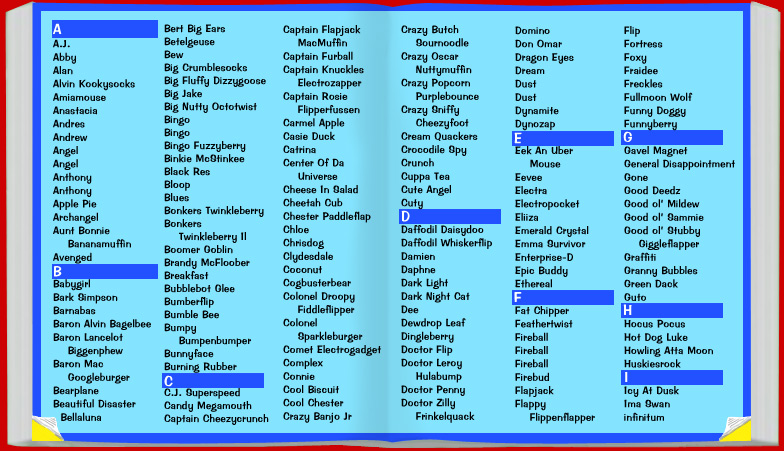 A
A.J.
Abby
Alan
Alvin Kookysocks
Amiamouse
Anastacia
Andres
Andrew
Angel
Angel
Anthony
Anthony
Apple Pie
Archangel
Aunt Bonnie
Bananamuffin
Avenged
B
Babygirl
Bark Simpson
Barnabas
Baron Alvin Bagelbee
Baron Lancelot
Biggenphew
Baron Mac
Googleburger
Bearplane
Beautiful Disaster
Bellaluna
Bert Big Ears
Betelgeuse
Bew
Big Crumblesocks
Big Fluffy Dizzygoose
Big Jake
Big Nutty Octotwist
Bingo
Bingo
Bingo Fuzzyberry
Binkie McStinkee
Black Res
Bloop
Blues
Bonkers Twinkleberry
Bonkers
Twinkleberry II
Boomer Goblin
Brandy McFloober
Breakfast
Bubblebot Glee
Bumberflip
Bumble Bee
Bumpy
Bumpenbumper
Bunnyface
Burning Rubber
C
C.J. Superspeed
Candy Megamouth
Captain Cheezycrunch
Captain Flapjack
MacMuffin
Captain Furball
Captain Knuckles
Electrozapper
Captain Rosie
Flipperfussen
Carmel Apple
Casie Duck
Catrina
Center Of Da
Universe
Cheese In Salad
Cheetah Cub
Chester Paddleflap
Chloe
Chrisdog
Clydesdale
Coconut
Cogbusterbear
Colonel Droopy
Fiddleflipper
Colonel
Sparkleburger
Comet Electrogadget
Complex
Connie
Cool Biscuit
Cool Chester
Crazy Banjo Jr
Crazy Butch
Sournoodle
Crazy Oscar
Nuttymuffin
Crazy Popcorn
Purplebounce
Crazy Sniffy
Cheezyfoot
Cream Quackers
Crocodile Spy
Crunch
Cuppa Tea
Cute Angel
Cuty
D
Daffodil Daisydoo
Daffodil Whiskerflip
Damien
Daphne
Dark Light
Dark Night Cat
Dee
Dewdrop Leaf
Dingleberry
Doctor Flip
Doctor Leroy
Hulabump
Doctor Penny
Doctor Zilly
Frinkelquack
Domino
Don Omar
Dragon Eyes
Dream
Dust
Dust
Dynamite
Dynozap
E
Eek An Uber
Mouse
Eevee
Electra
Electropocket
Eliiza
Emerald Crystal
Emma Survivor
Enterprise-D
Epic Buddy
Ethereal
F
Fat Chipper
Feathertwist
Fireball
Fireball
Fireball
Firebud
Flapjack
Flappy
Flippenflapper
Flip
Fortress
Foxy
Fraidee
Freckles
Fullmoon Wolf
Funny Doggy
Funnyberry
G
Gavel Magnet
General Disappointment
Gone
Good Deedz
Good ol' Mildew
Good ol' Sammie
Good ol' Stubby
Giggleflapper
Graffiti
Granny Bubbles
Green Dack
Guto
H
Hocus Pocus
Hot Dog Luke
Howling Atta Moon
Huskiesrock
I
Icy At Dusk
Ima Swan
infinitum